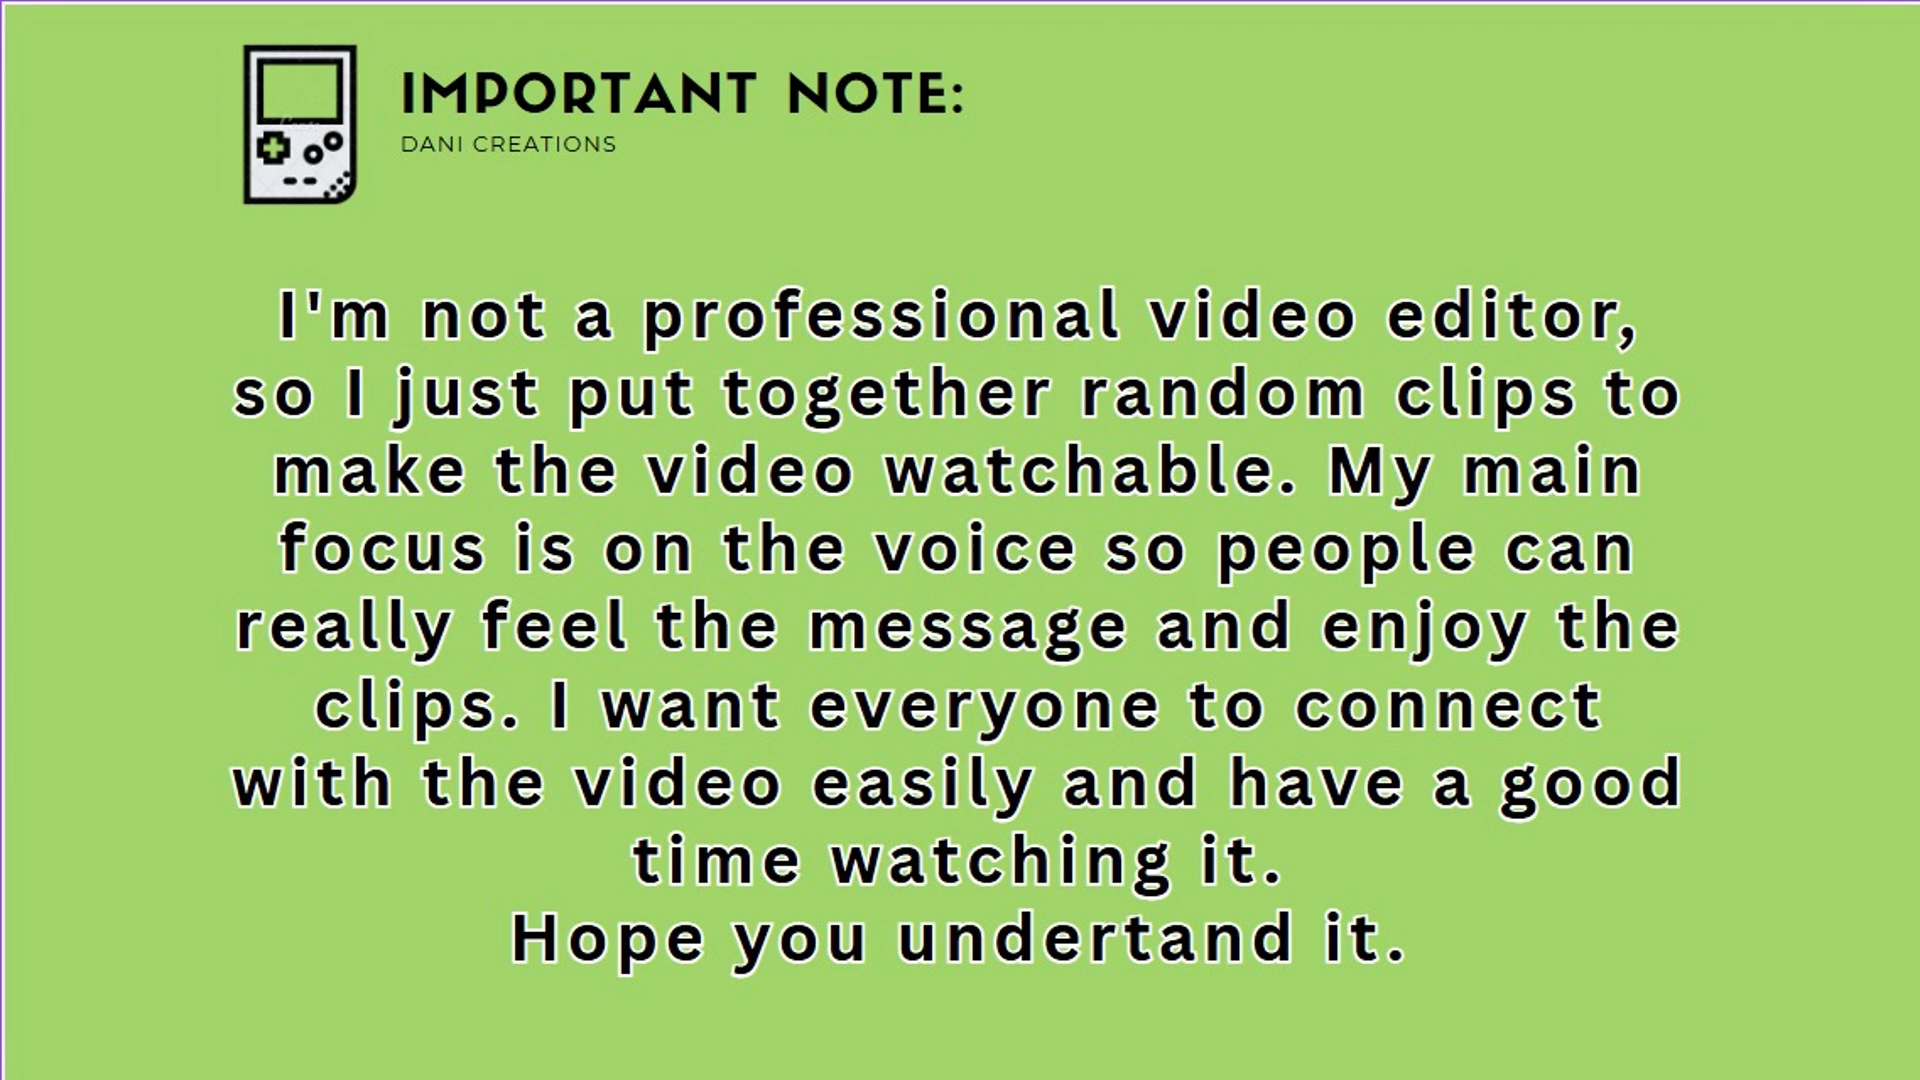 IMPORTANT NOTE:
DANI CREATIONS
I'm not a professional video editor,
so I just put together random clips to
make the video watchable. My main
focus is on the voice so people can
really feel the message and enjoy the
clips. I want everyone to connect
with the video easily and have a good
time watching it.
Hope you undertand it.